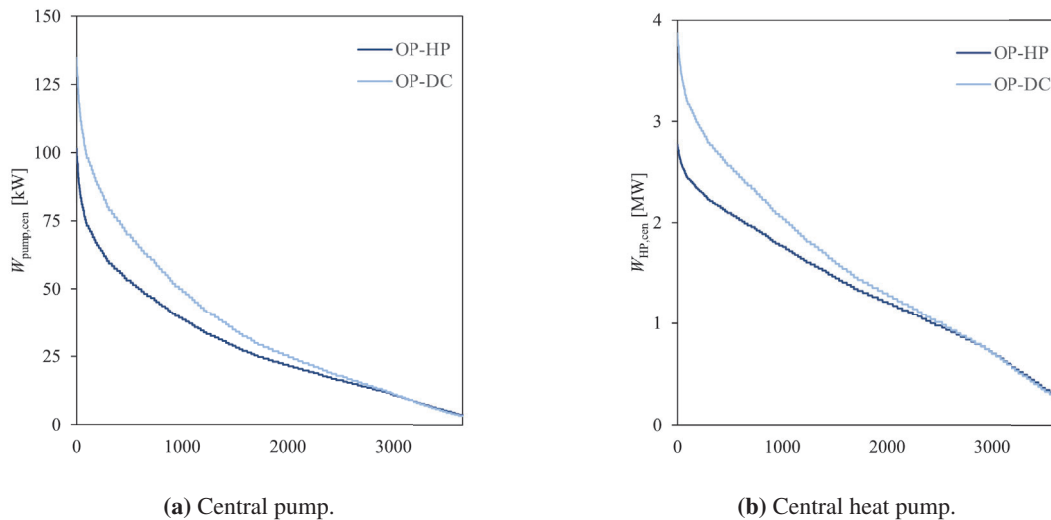 150
125
100
75
50
25
0
W_pump,cen [kW]
OP-HP
OP-DC
0 1000 2000 3000
(a) Central pump.
4
3
2
1
0
W_HP,cen [MW]
OP-HP
OP-DC
0 1000 2000 3000
(b) Central heat pump.